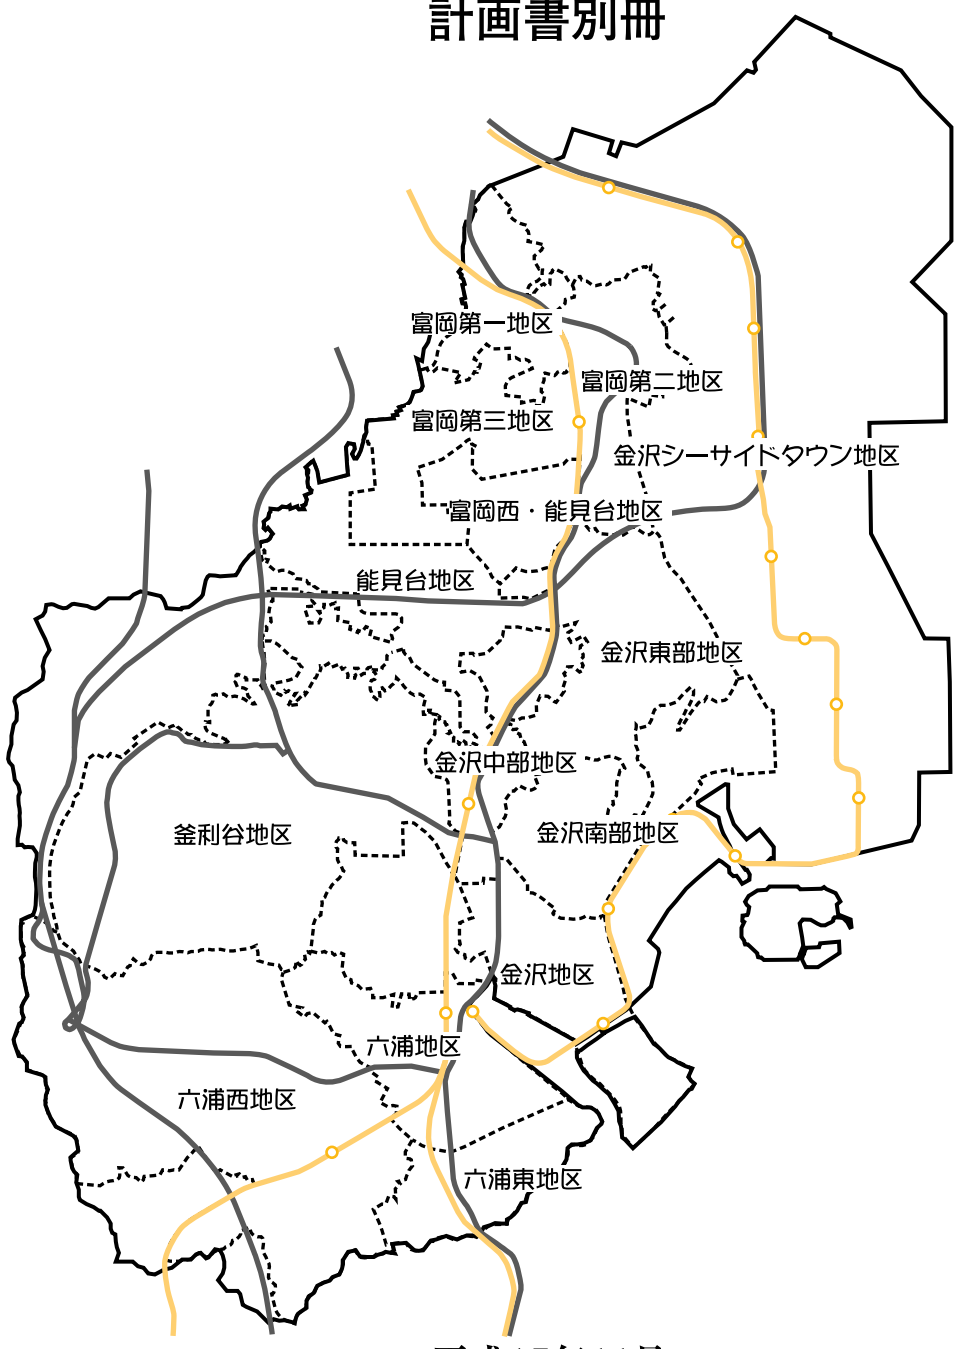 計画書別冊
富岡第一地区
富岡第二地区
富岡第三地区
金沢シーサイドタウン地区
富岡西・能見台地区
能見台地区
金沢東部地区
金沢中部地区
釜利谷地区
金沢南部地区
金沢地区
六浦地区
六浦西地区
六浦東地区